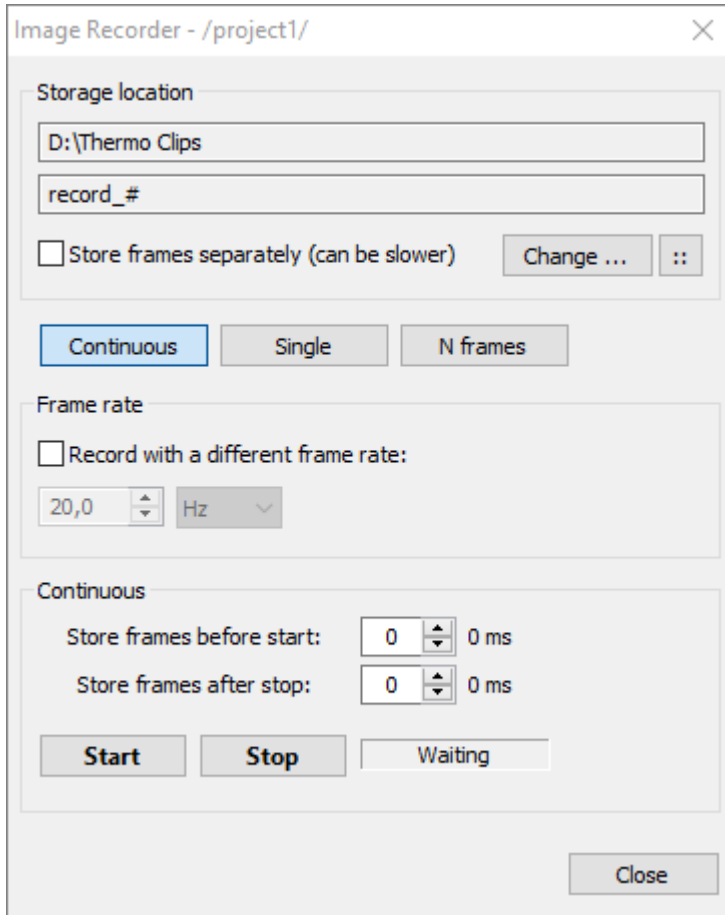 Image Recorder - /project1/
Storage location
D:\Thermo Clips
record_#
Store frames separately (can be slower) Change ... ::
Continuous Single N frames
Frame rate
Record with a different frame rate:
20,0 Hz
Continuous
Store frames before start: 0 0 ms
Store frames after stop: 0 0 ms
Start Stop Waiting
Close